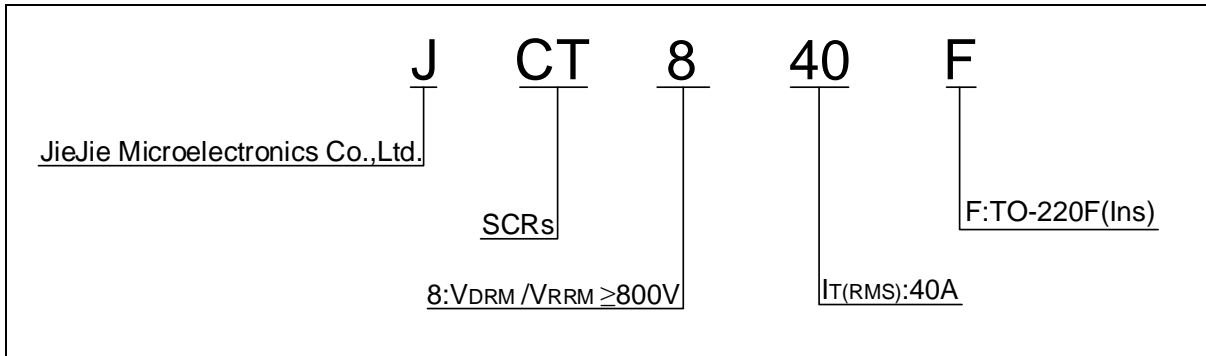 J CT 8 40 F
JieJie Microelectronics Co.,Ltd.
F:TO-220F(Ins)
SCRs
8:VDRM /VRRM ≥800V
IT(RMS):40A